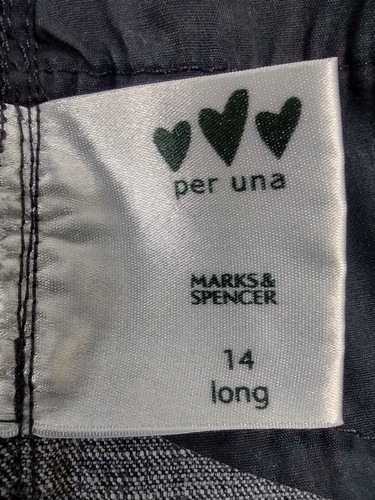 per una
MARKS &
SPENCER
14
long